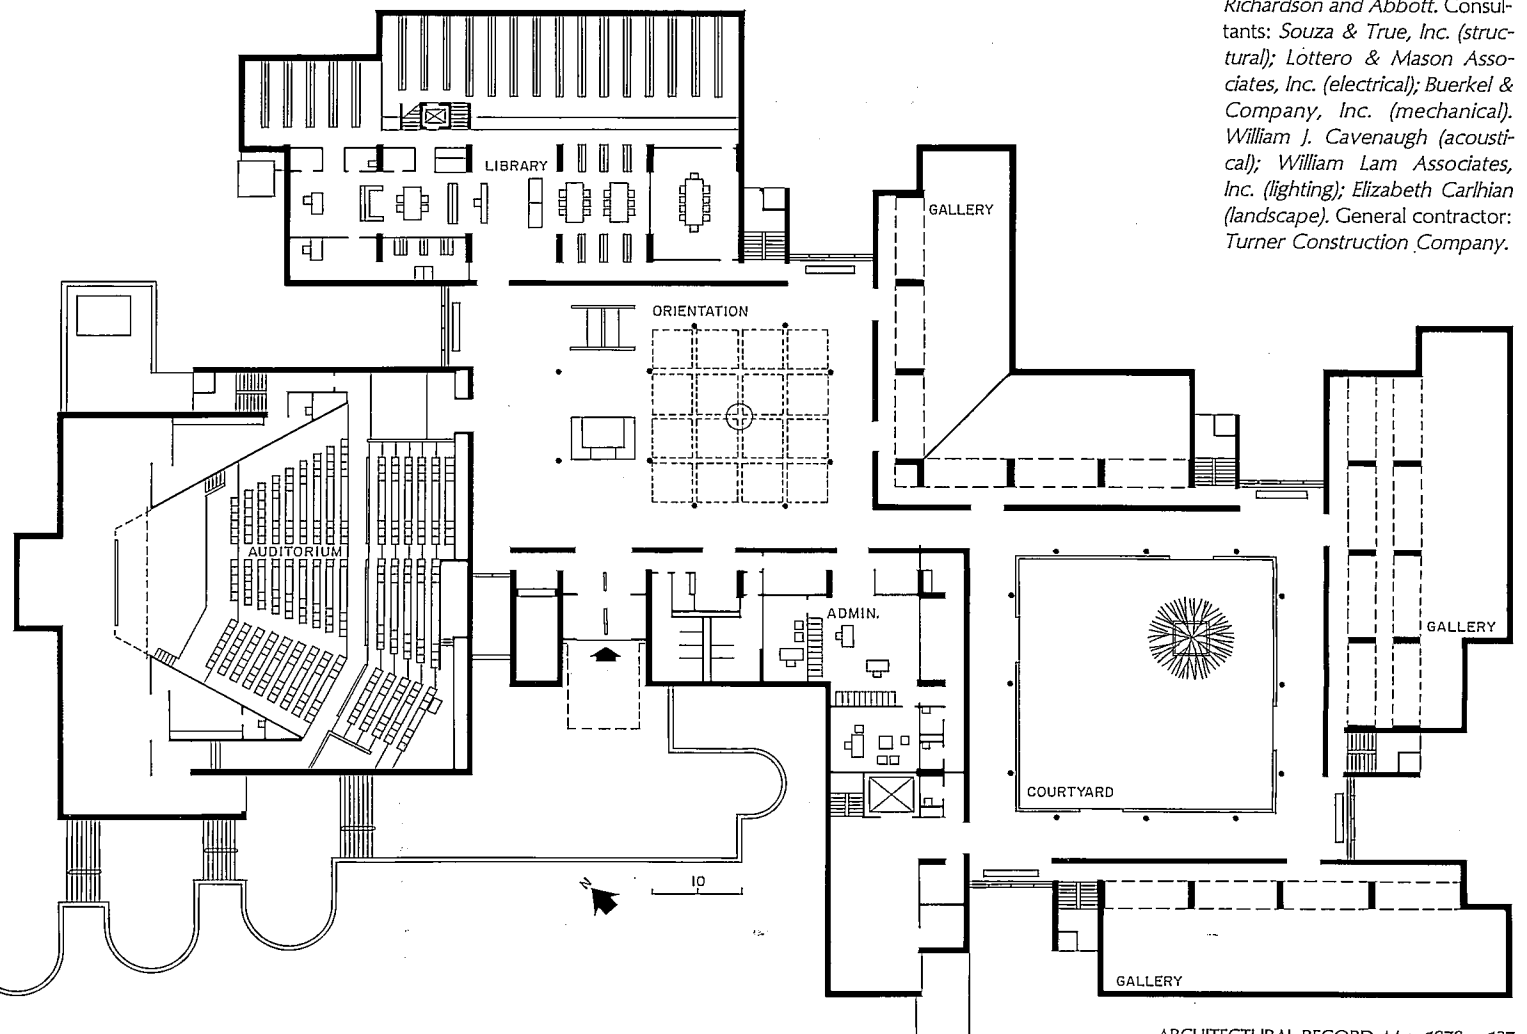 Richardson and Abbott. Consul-
tants: Souza & True, Inc. (struc-
tural); Lottero & Mason Asso-
ciates, Inc. (electrical); Buerkel &
Company, Inc. (mechanical).
William J. Cavenaugh (acousti-
cal); William Lam Associates,
Inc. (lighting); Elizabeth Carlhian
(landscape). General contractor:
Turner Construction Company.
LIBRARY
GALLERY
ORIENTATION
AUDITORIUM
ADMIN.
GALLERY
COURTYARD
N
10
GALLERY
ARCHITECTURAL RECORD